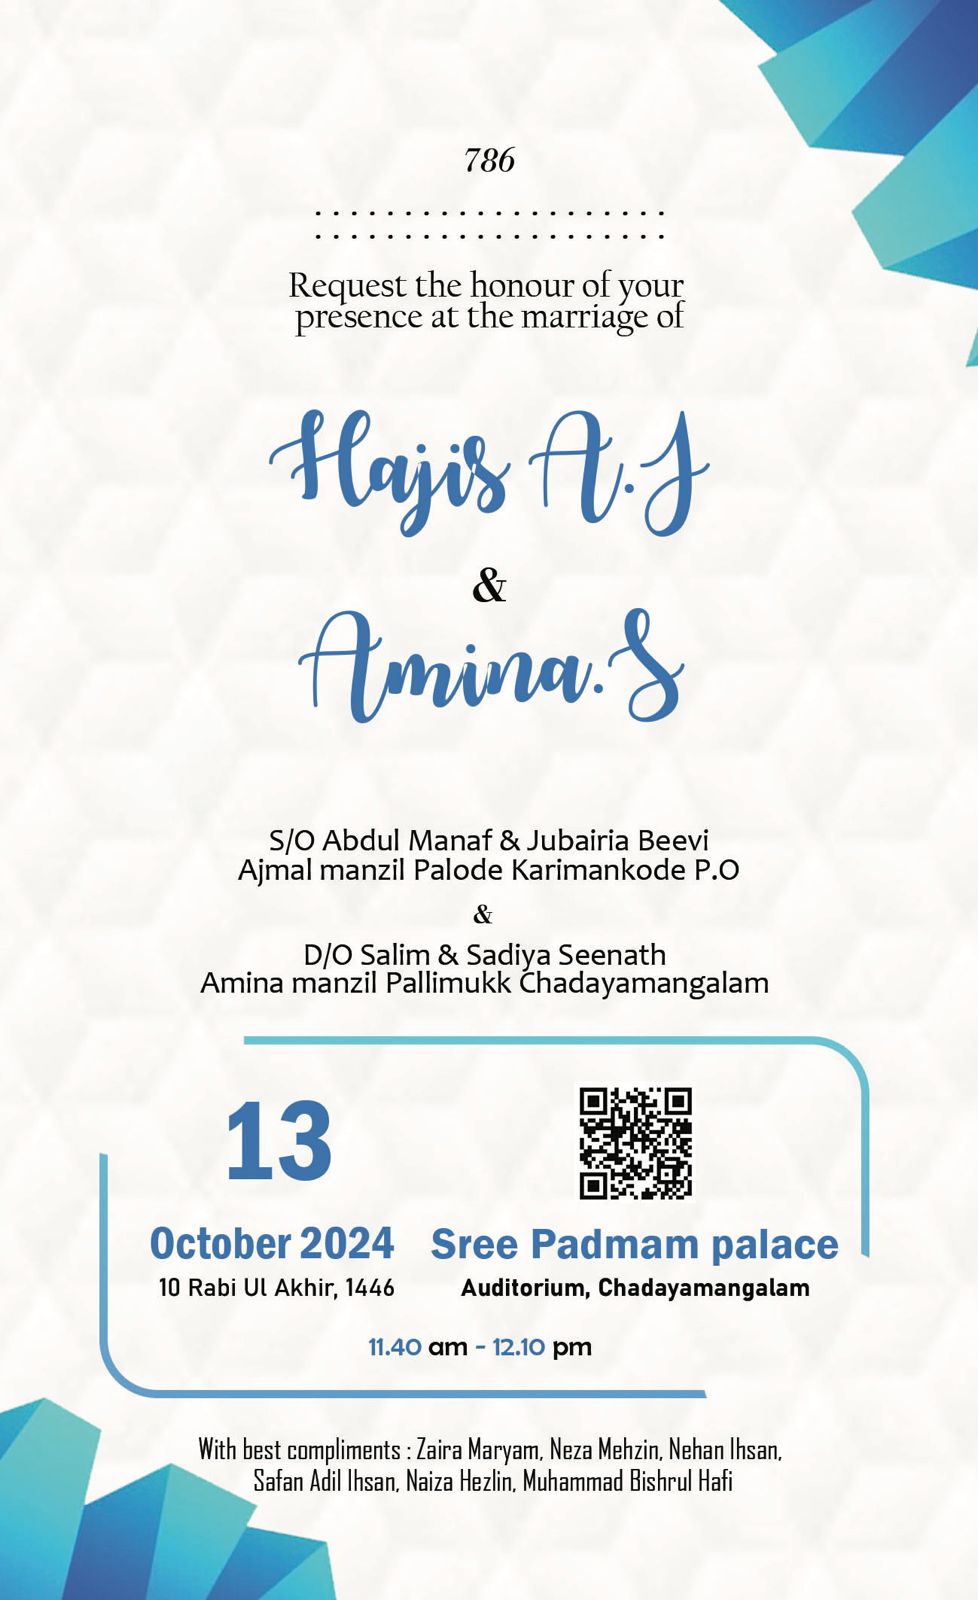 786
. . . . . . . . . . . . . . . . . . . .
. . . . . . . . . . . . . . . . . . . .
Request the honour of your
presence at the marriage of
Hajis A.J
&
Amina.S
S/O Abdul Manaf & Jubairia Beevi
Ajmal manzil Palode Karimankode P.O
&
D/O Salim & Sadiya Seenath
Amina manzil Pallimukk Chadayamangalam
13
October 2024
10 Rabi Ul Akhir, 1446
Sree Padmam palace
Auditorium, Chadayamangalam
11.40 am - 12.10 pm
With best compliments : Zaira Maryam, Neza Mehzin, Nehan Ihsan,
Safan Adil Ihsan, Naiza Hezlin, Muhammad Bishrul Hafi